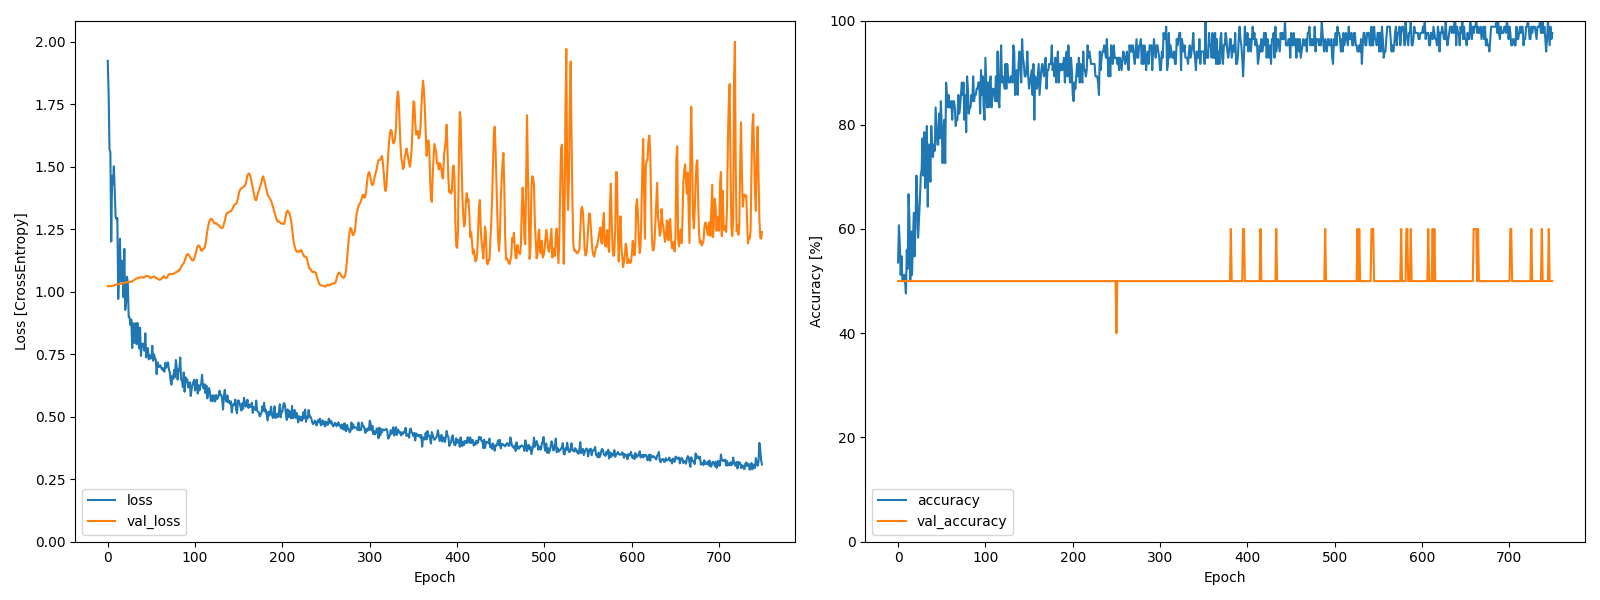 Loss [CrossEntropy]
2.00
1.75
1.50
1.25
1.00
0.75
0.50
0.25
0.00
loss
val_loss
0 100 200 300 400 500 600 700
Epoch
Accuracy [%]
100
80
60
40
20
0
accuracy
val_accuracy
0 100 200 300 400 500 600 700
Epoch